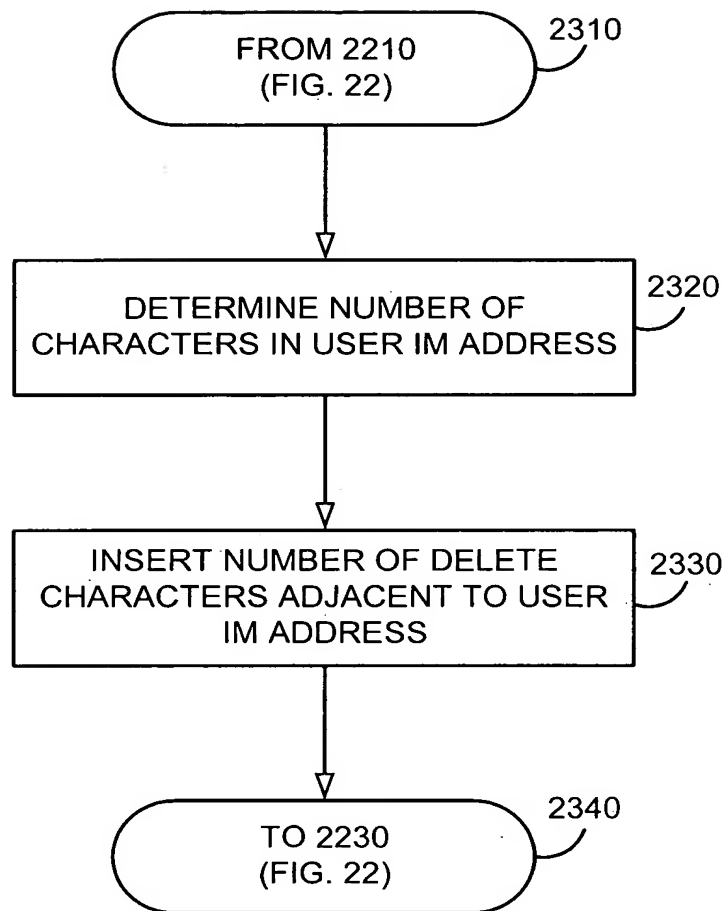 FROM 2210
(FIG. 22)
2310
DETERMINE NUMBER OF
CHARACTERS IN USER IM ADDRESS
2320
INSERT NUMBER OF DELETE
CHARACTERS ADJACENT TO USER
IM ADDRESS
2330
TO 2230
(FIG. 22)
2340